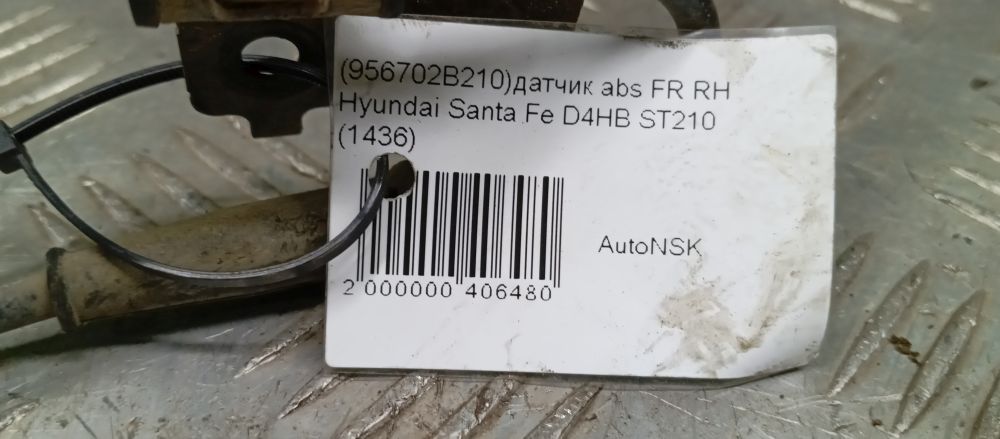 (956702B210)датчик abs FR RH
Hyundai Santa Fe D4HB ST210
(1436)
AutoNSK
2 000000 406480